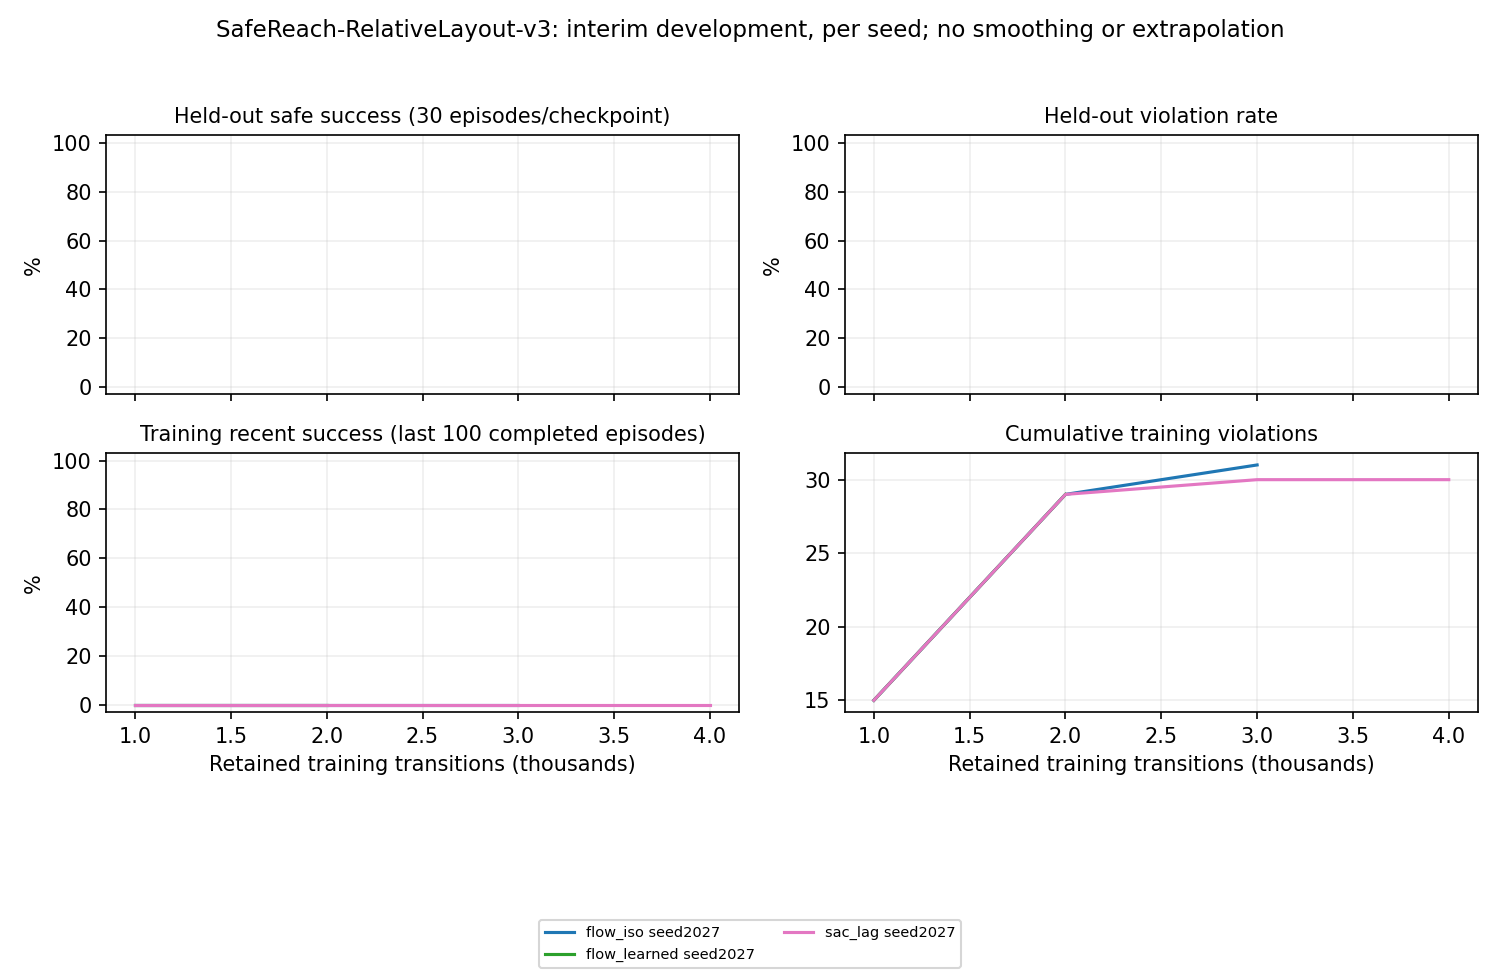 SafeReach-RelativeLayout-v3: interim development, per seed; no smoothing or extrapolation
Held-out safe success (30 episodes/checkpoint)
100
80
60
40
20
0
%
Held-out violation rate
100
80
60
40
20
0
%
Training recent success (last 100 completed episodes)
100
80
60
40
20
0
%
1.0 1.5 2.0 2.5 3.0 3.5 4.0
Retained training transitions (thousands)
Cumulative training violations
30
25
20
15
1.0 1.5 2.0 2.5 3.0 3.5 4.0
Retained training transitions (thousands)
flow_iso seed2027
flow_learned seed2027
sac_lag seed2027